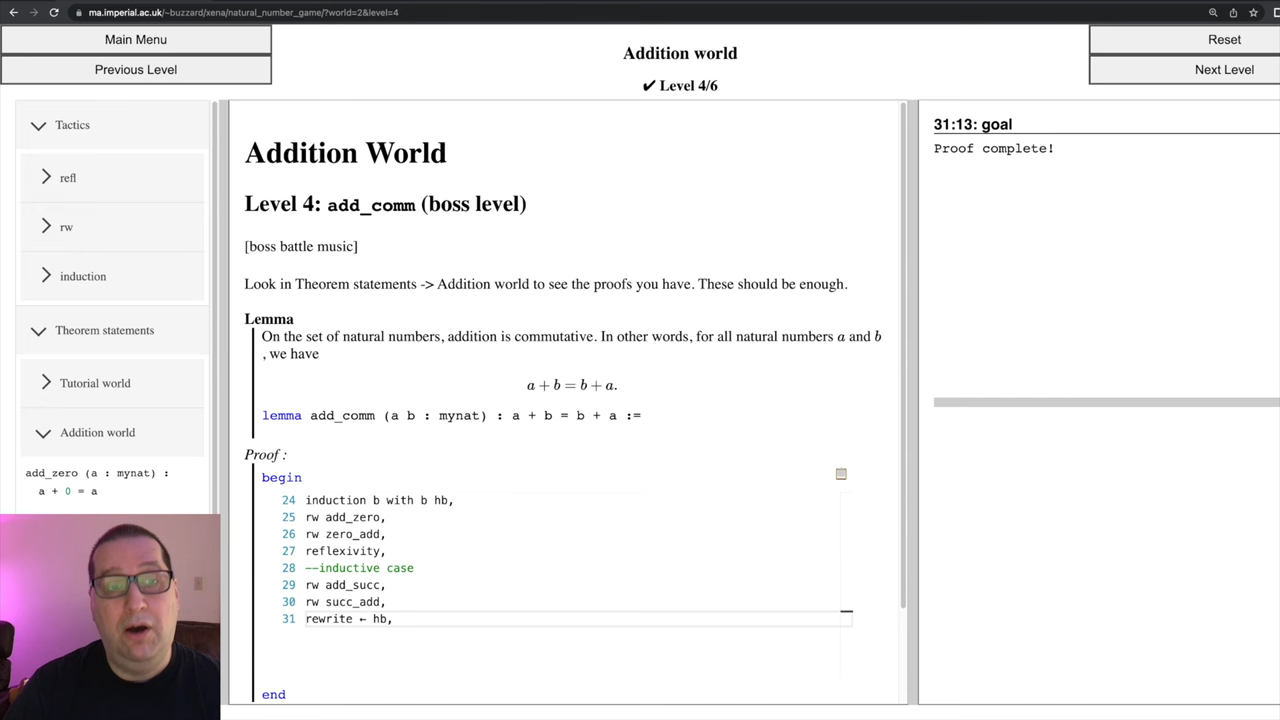 ma.imperial.ac.uk/~buzzard/xena/natural_number_game/?world=2&level=4
Main Menu
Previous Level
Addition world
✔ Level 4/6
Reset
Next Level
Tactics
refl
rw
induction
Theorem statements
Tutorial world
Addition world
add_zero (a : mynat) :
a + 0 = a
Addition World
Level 4: add_comm (boss level)
[boss battle music]
Look in Theorem statements -> Addition world to see the proofs you have. These should be enough.
Lemma
On the set of natural numbers, addition is commutative. In other words, for all natural numbers a and b
, we have
a + b = b + a.
lemma add_comm (a b : mynat) : a + b = b + a :=
Proof :
begin
24 induction b with b hb,
25 rw add_zero,
26 rw zero_add,
27 reflexivity,
28 --inductive case
29 rw add_succ,
30 rw succ_add,
31 rewrite ← hb,
end
31:13: goal
Proof complete!